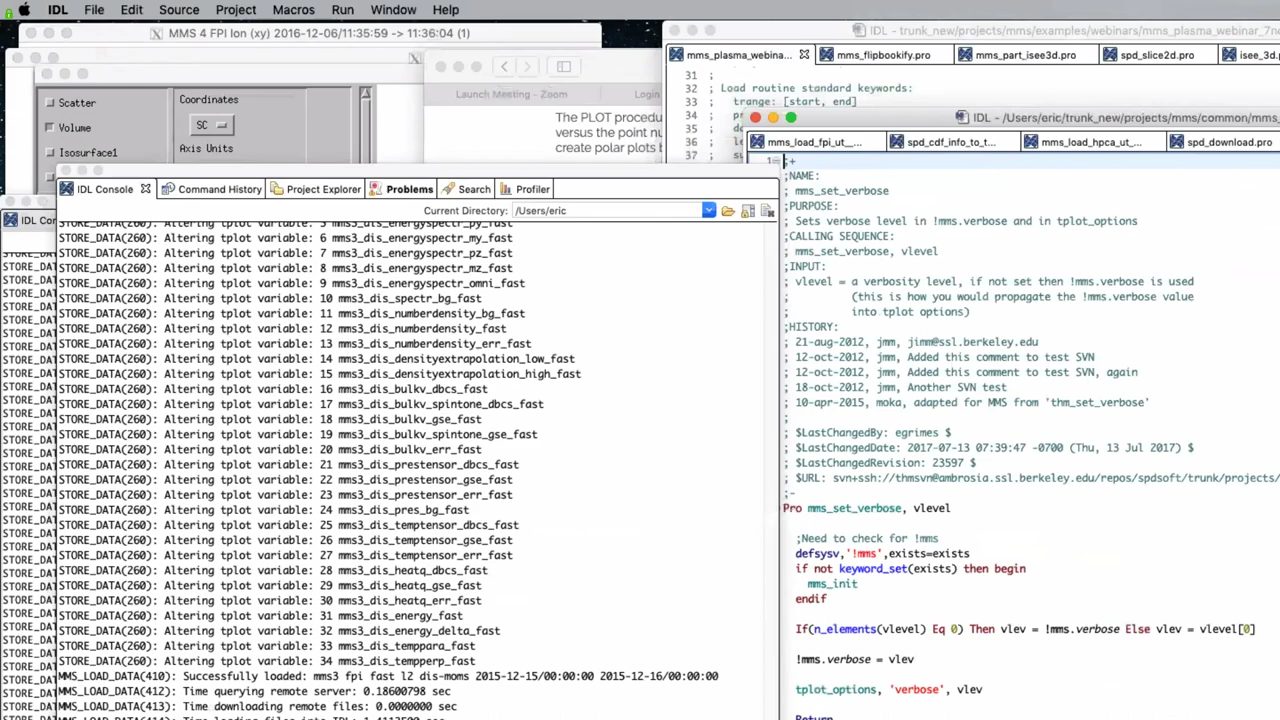 IDL File Edit Source Project Macros Run Window Help
MMS 4 FPI Ion (xy) 2016-12-06/11:35:59 -> 11:36:04 (1)
IDL - trunk_new/projects/mms/examples/webinars/mms_plasma_webinar_7n
mms_plasma_webina... mms_flipbookify.pro mms_part_isee3d.pro spd_slice2d.pro isee_3d.p
31 ;
32 ; Load routine standard keywords:
33 ; trange: [start, end]
34 ; p
35 ; d
36 ; l
37 ; s
Launch Meeting - Zoom Login
The PLOT procedu
versus the point nu
create polar plots b
Scatter
Volume
Isosurface1
Coordinates
SC
Axis Units
IDL Console Command History Project Explorer Problems Search Profiler
Current Directory: /Users/eric
IDL Con
STORE_DATA(260): Altering tplot variable: 5 mms3_dis_energyspectr_py_fast
STORE_DATA(260): Altering tplot variable: 6 mms3_dis_energyspectr_my_fast
STORE_DATA(260): Altering tplot variable: 7 mms3_dis_energyspectr_pz_fast
STORE_DATA(260): Altering tplot variable: 8 mms3_dis_energyspectr_mz_fast
STORE_DATA(260): Altering tplot variable: 9 mms3_dis_energyspectr_omni_fast
STORE_DATA(260): Altering tplot variable: 10 mms3_dis_spectr_bg_fast
STORE_DATA(260): Altering tplot variable: 11 mms3_dis_numberdensity_bg_fast
STORE_DATA(260): Altering tplot variable: 12 mms3_dis_numberdensity_fast
STORE_DATA(260): Altering tplot variable: 13 mms3_dis_numberdensity_err_fast
STORE_DATA(260): Altering tplot variable: 14 mms3_dis_densityextrapolation_low_fast
STORE_DATA(260): Altering tplot variable: 15 mms3_dis_densityextrapolation_high_fast
STORE_DATA(260): Altering tplot variable: 16 mms3_dis_bulkv_dbcs_fast
STORE_DATA(260): Altering tplot variable: 17 mms3_dis_bulkv_spintone_dbcs_fast
STORE_DATA(260): Altering tplot variable: 18 mms3_dis_bulkv_gse_fast
STORE_DATA(260): Altering tplot variable: 19 mms3_dis_bulkv_spintone_gse_fast
STORE_DATA(260): Altering tplot variable: 20 mms3_dis_bulkv_err_fast
STORE_DATA(260): Altering tplot variable: 21 mms3_dis_prestensor_dbcs_fast
STORE_DATA(260): Altering tplot variable: 22 mms3_dis_prestensor_gse_fast
STORE_DATA(260): Altering tplot variable: 23 mms3_dis_prestensor_err_fast
STORE_DATA(260): Altering tplot variable: 24 mms3_dis_pres_bg_fast
STORE_DATA(260): Altering tplot variable: 25 mms3_dis_temptensor_dbcs_fast
STORE_DATA(260): Altering tplot variable: 26 mms3_dis_temptensor_gse_fast
STORE_DATA(260): Altering tplot variable: 27 mms3_dis_temptensor_err_fast
STORE_DATA(260): Altering tplot variable: 28 mms3_dis_heatq_dbcs_fast
STORE_DATA(260): Altering tplot variable: 29 mms3_dis_heatq_gse_fast
STORE_DATA(260): Altering tplot variable: 30 mms3_dis_heatq_err_fast
STORE_DATA(260): Altering tplot variable: 31 mms3_dis_energy_fast
STORE_DATA(260): Altering tplot variable: 32 mms3_dis_energy_delta_fast
STORE_DATA(260): Altering tplot variable: 33 mms3_dis_temppara_fast
STORE_DATA(260): Altering tplot variable: 34 mms3_dis_tempperp_fast
MMS_LOAD_DATA(410): Successfully loaded: mms3 fpi fast l2 dis-moms 2015-12-15/00:00:00 2015-12-16/00:00:00
MMS_LOAD_DATA(412): Time querying remote server: 0.18600798 sec
MMS_LOAD_DATA(413): Time downloading remote files: 0.0000000 sec
IDL - /Users/eric/trunk_new/projects/mms/common/mms_
mms_load_fpi_ut__... spd_cdf_info_to_t... mms_load_hpca_ut_... spd_download.pro
1 ;+
;NAME:
; mms_set_verbose
;PURPOSE:
; Sets verbose level in !mms.verbose and in tplot_options
;CALLING SEQUENCE:
; mms_set_verbose, vlevel
;INPUT:
; vlevel = a verbosity level, if not set then !mms.verbose is used
; (this is how you would propagate the !mms.verbose value
; into tplot options)
;HISTORY:
; 21-aug-2012, jmm, jimm@ssl.berkeley.edu
; 12-oct-2012, jmm, Added this comment to test SVN
; 12-oct-2012, jmm, Added this comment to test SVN, again
; 18-oct-2012, jmm, Another SVN test
; 10-apr-2015, moka, adapted for MMS from 'thm_set_verbose'
;
; $LastChangedBy: egrimes $
; $LastChangedDate: 2017-07-13 07:39:47 -0700 (Thu, 13 Jul 2017) $
; $LastChangedRevision: 23597 $
; $URL: svn+ssh://thmsvn@ambrosia.ssl.berkeley.edu/repos/spdsoft/trunk/projects/
;-
Pro mms_set_verbose, vlevel
;Need to check for !mms
defsysv,'!mms',exists=exists
if not keyword_set(exists) then begin
mms_init
endif
If(n_elements(vlevel) Eq 0) Then vlev = !mms.verbose Else vlev = vlevel[0]
!mms.verbose = vlev
tplot_options, 'verbose', vlev
Return